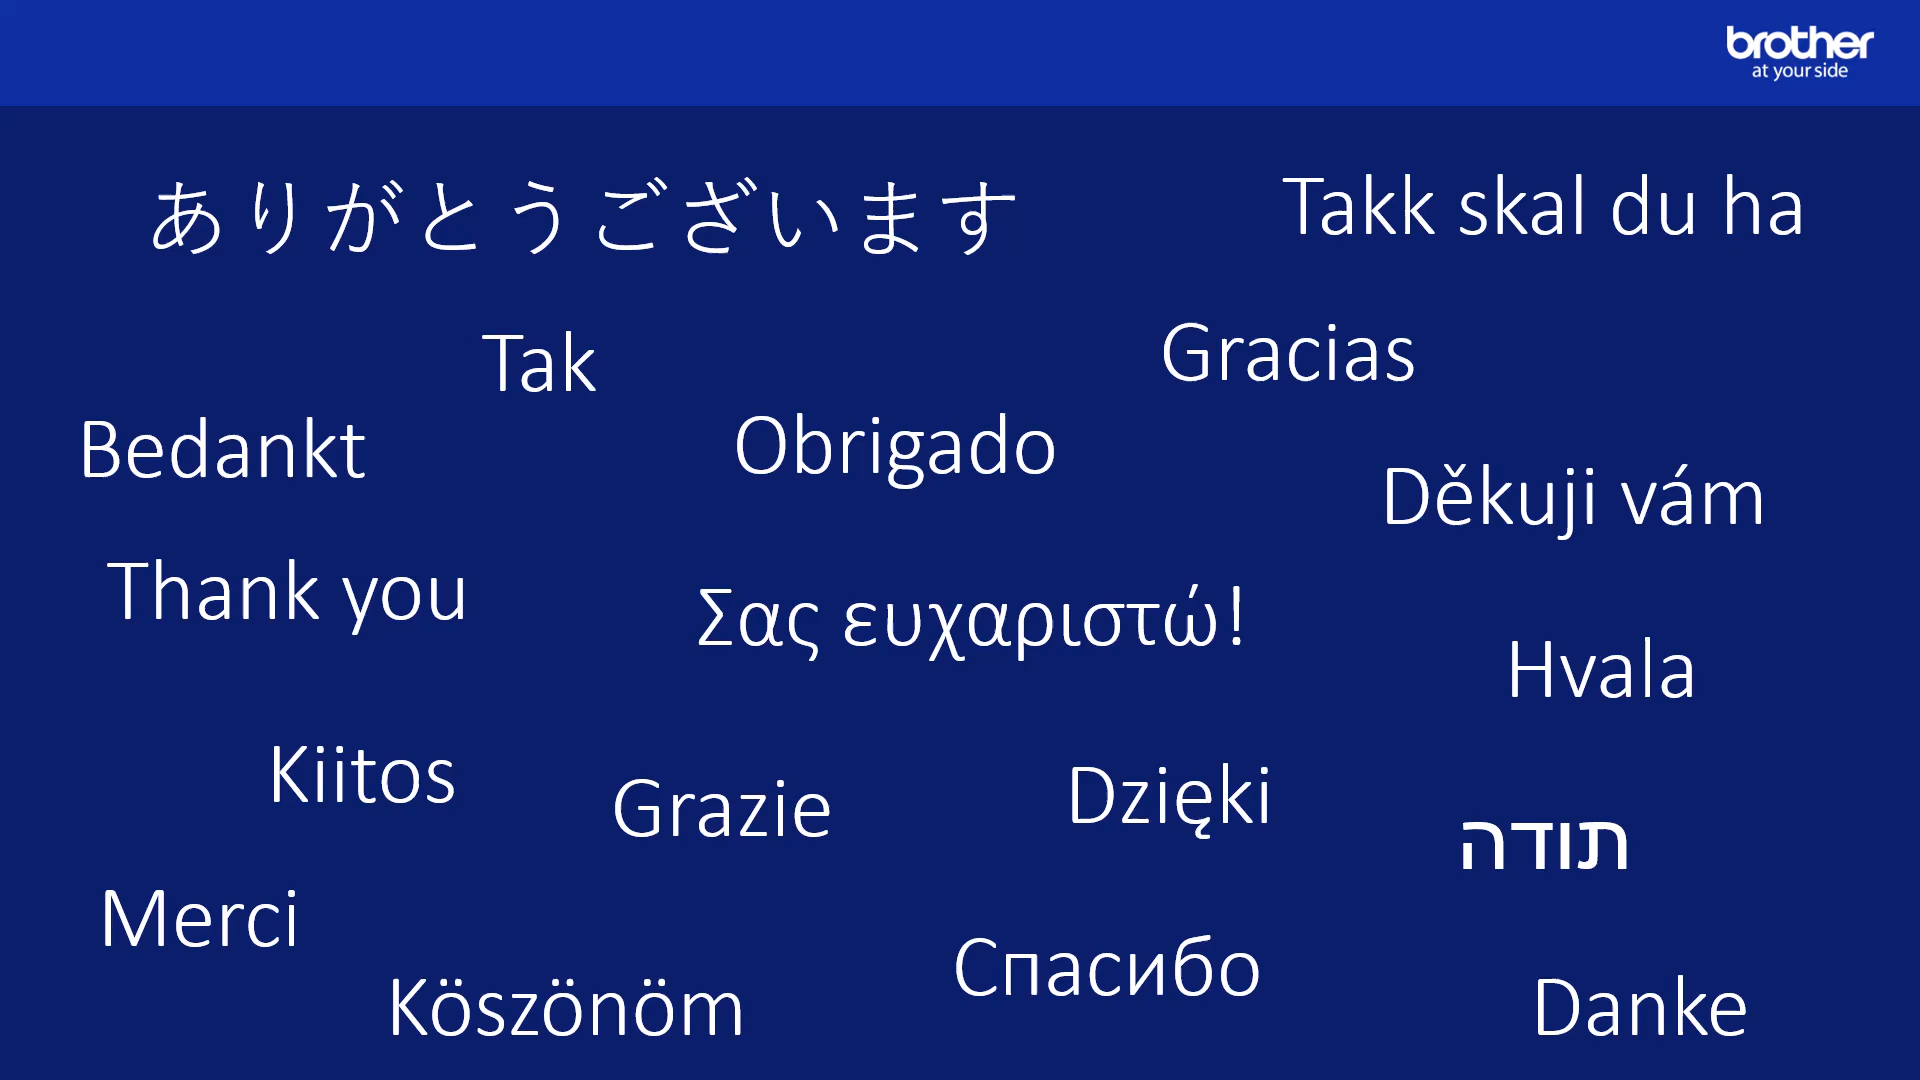 brother
at your side
ありがとうございます
Takk skal du ha
Tak
Gracias
Bedankt
Obrigado
Děkuji vám
Thank you
Σας ευχαριστώ!
Hvala
Kiitos
Grazie
Dzięki
תודה
Merci
Спасибо
Köszönöm
Danke